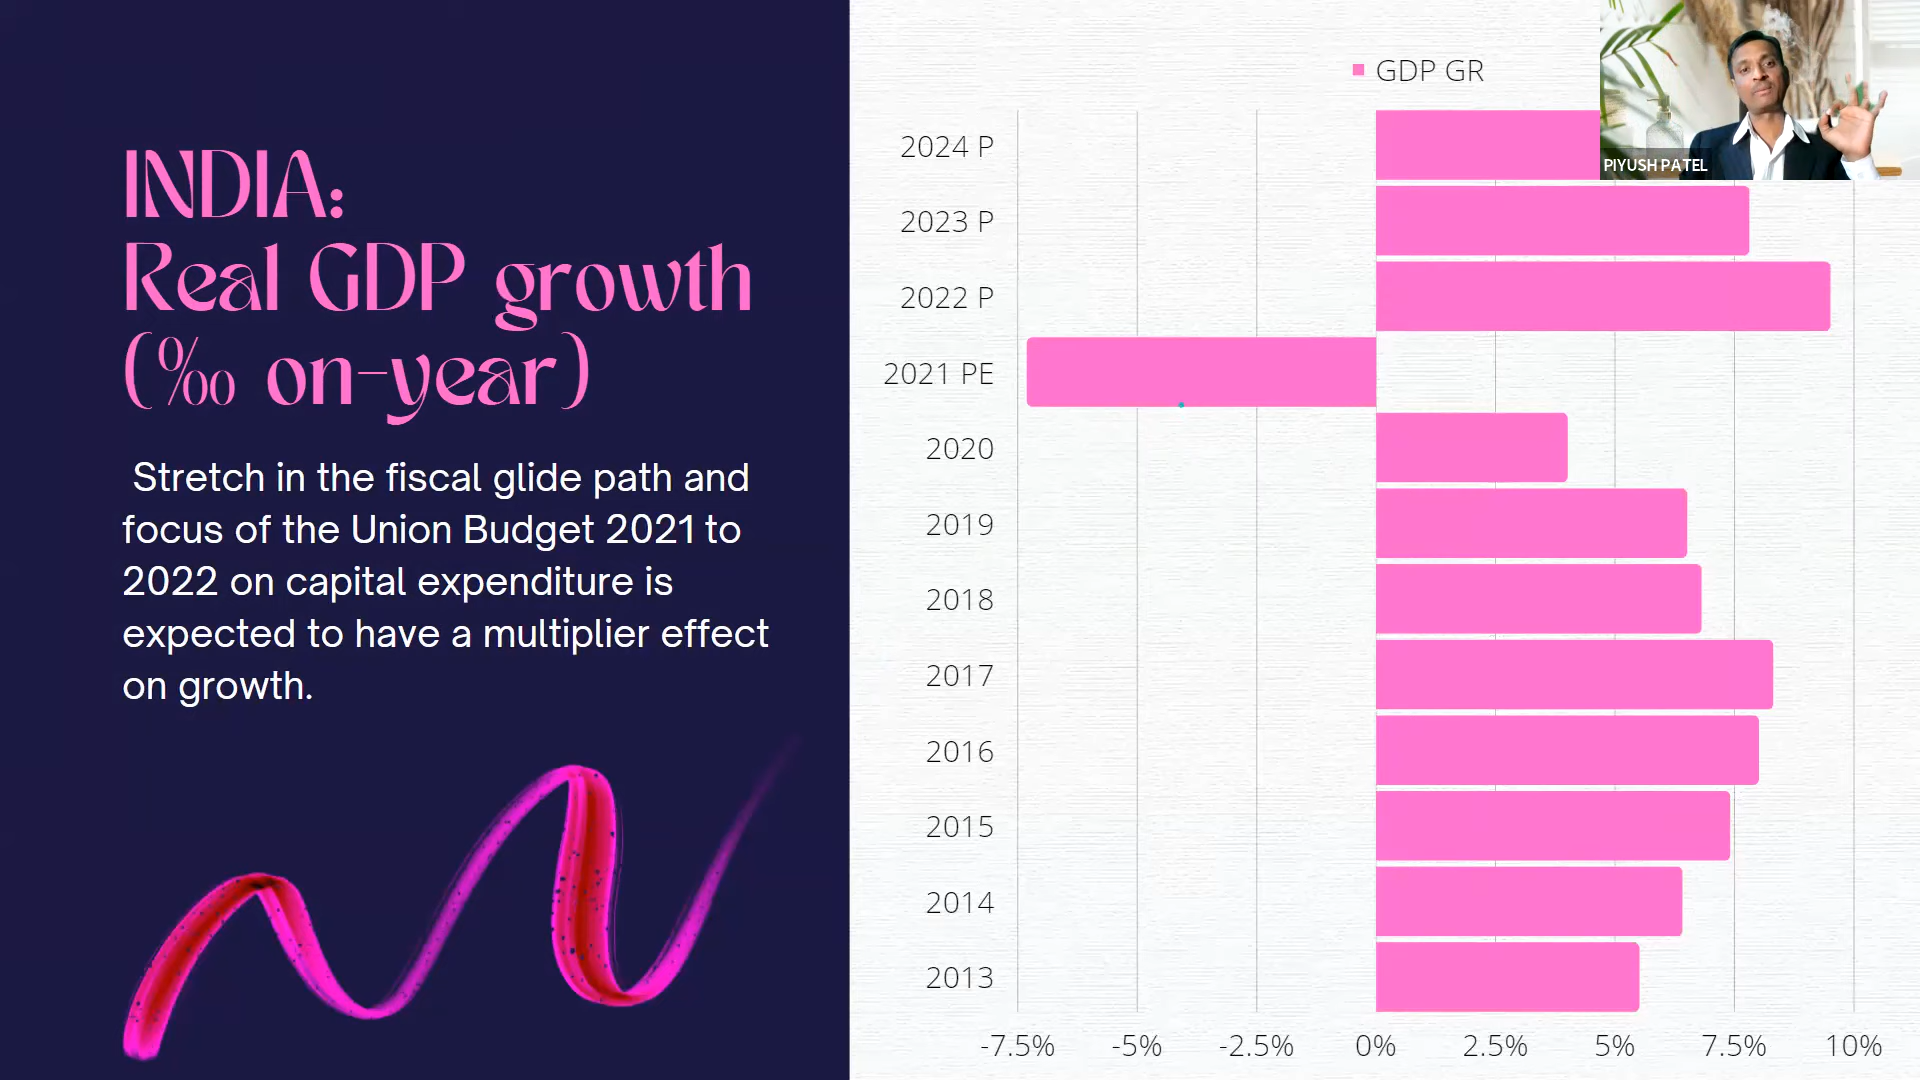 INDIA:
Real GDP growth
(‰ on-year)
Stretch in the fiscal glide path and
focus of the Union Budget 2021 to
2022 on capital expenditure is
expected to have a multiplier effect
on growth.
GDP GR
PIYUSH PATEL
2024 P
2023 P
2022 P
2021 PE
2020
2019
2018
2017
2016
2015
2014
2013
-7.5% -5% -2.5% 0% 2.5% 5% 7.5% 10%